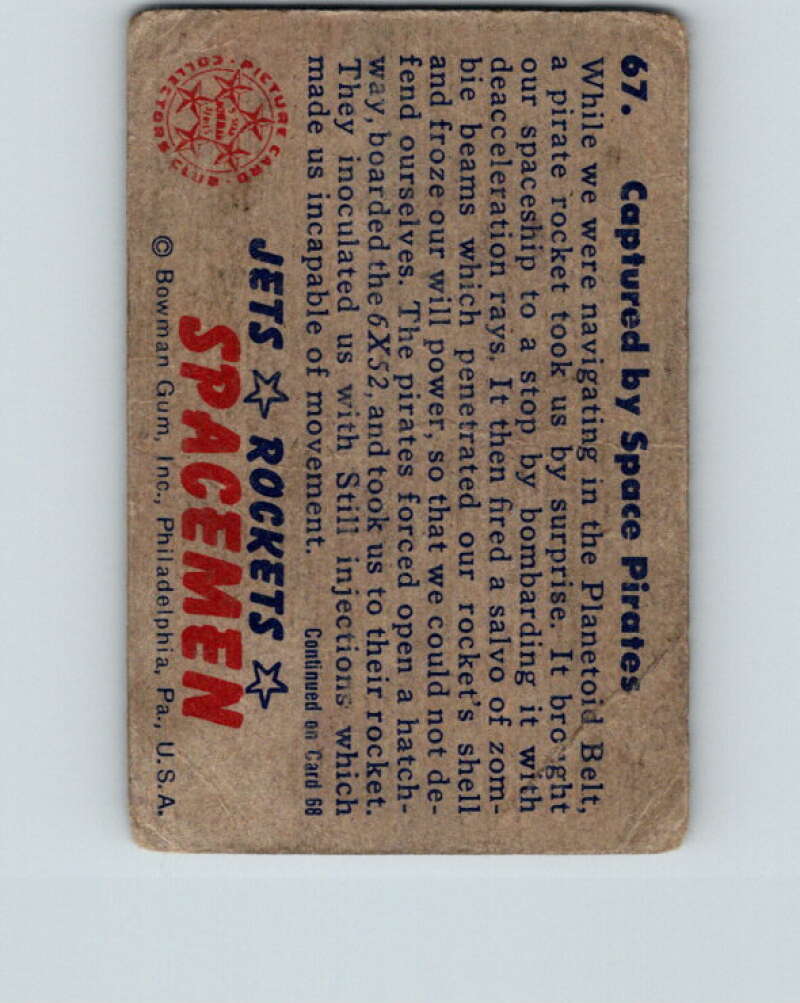 67. Captured by Space Pirates
While we were navigating in the Planetoid Belt,
a pirate rocket took us by surprise. It bro ght
our spaceship to a stop by bombarding it with
deacceleration rays. It then fired a salvo of zom-
bie beams which penetrated our rocket's shell
and froze our will power, so that we could not de-
fend ourselves. The pirates forced open a hatch-
way, boarded the 6X52, and took us to their rocket.
They inoculated us with Still injections which
made us incapable of movement. Continued on Card 68
PICTURE CARD COLLECTORS CLUB
JETS ☆ ROCKETS ☆
SPACEMEN
© Bowman Gum, Inc., Philadelphia, Pa., U.S.A.